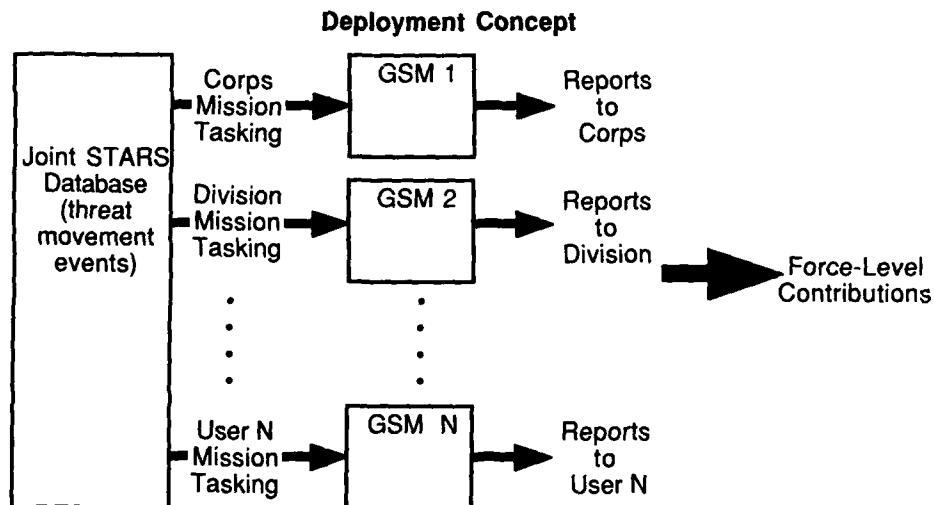 Deployment Concept
Joint STARS
Database
(threat
movement
events)
Corps
Mission
Tasking
GSM 1
Reports
to
Corps
Division
Mission
Tasking
GSM 2
Reports
to
Division
Force-Level
Contributions
User N
Mission
Tasking
GSM N
Reports
to
User N